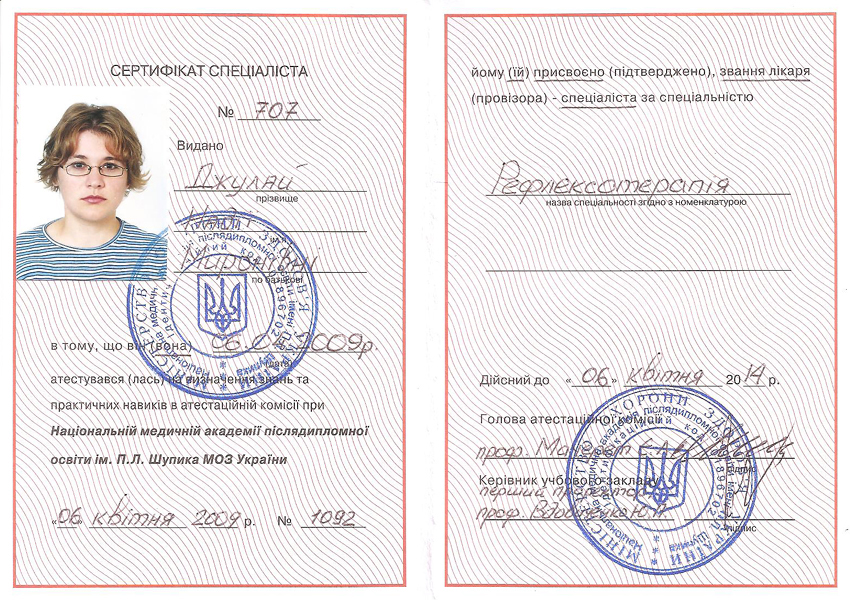 СЕРТИФІКАТ СПЕЦІАЛІСТА
№ 707
Видано
Джулай
прізвище
Миронівні
по батькові
в тому, що він (вона) 06.04.2009р.
(дата)
атестувався (лась) на визначення знань та
практичних навиків в атестаційній комісії при
Національній медичній академії післядипломної
освіти ім. П.Л. Шупика МОЗ України
«06» квітня 2009 р. № 1092
йому (їй) присвоєно (підтверджено), звання лікаря
(провізора) - спеціаліста за спеціальністю
Рефлексотерапія
назва спеціальності згідно з номенклатурою
Дійсний до «06» квітня 2014 р.
Голова атестаційної комісії
проф.
підпис
Керівник учбового закладу
перший проректор
проф. Вдовиченко Ю.П.
підпис